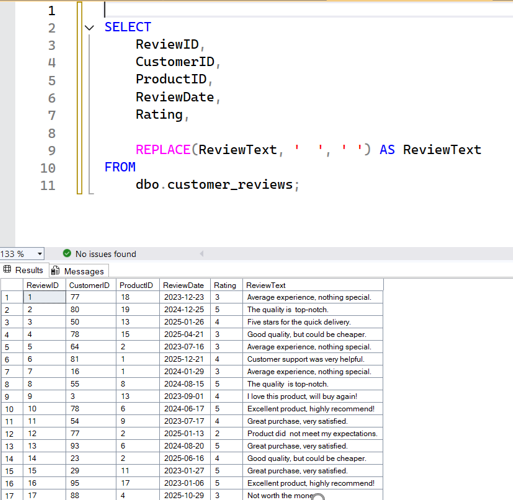 1
2 SELECT
3 ReviewID,
4 CustomerID,
5 ProductID,
6 ReviewDate,
7 Rating,
8
9 REPLACE(ReviewText, '  ', ' ') AS ReviewText
10 FROM
11 dbo.customer_reviews;
133 % No issues found
Results Messages
ReviewID CustomerID ProductID ReviewDate Rating ReviewText
1 1 77 18 2023-12-23 3 Average experience, nothing special.
2 2 80 19 2024-12-25 5 The quality is  top-notch.
3 3 50 13 2025-01-26 4 Five stars for the quick delivery.
4 4 78 15 2025-04-21 3 Good quality, but could be cheaper.
5 5 64 2 2023-07-16 3 Average experience, nothing special.
6 6 81 1 2025-12-21 4 Customer support was very helpful.
7 7 16 1 2024-01-29 3 Average experience, nothing special.
8 8 55 8 2024-08-15 5 The quality  is top-notch.
9 9 3 13 2023-09-01 4 I love this product, will buy again!
10 10 78 6 2024-06-17 5 Excellent product, highly recommend!
11 11 54 9 2023-07-17 4 Great purchase, very satisfied.
12 12 77 2 2025-01-13 2 Product did  not meet my expectations.
13 13 93 6 2024-08-20 5 Great purchase, very satisfied.
14 14 23 2 2025-06-16 4 Good quality, but could be cheaper.
15 15 29 11 2023-01-27 5 Great purchase, very satisfied.
16 16 95 17 2023-01-06 5 Excellent product, highly recommend!
17 17 88 4 2025-10-29 3 Not worth the money.